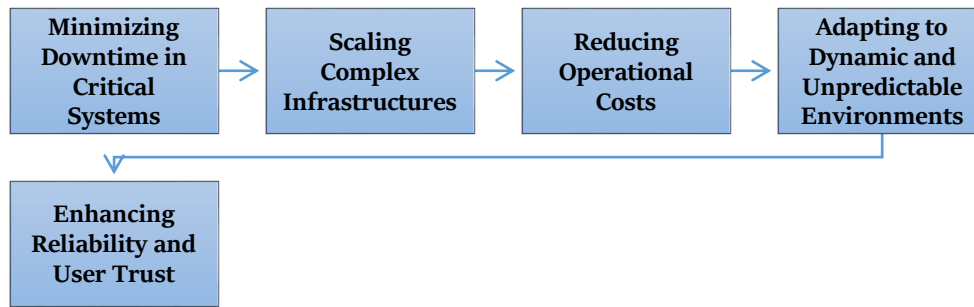 Minimizing
Downtime in
Critical
Systems
Scaling
Complex
Infrastructures
Reducing
Operational
Costs
Adapting to
Dynamic and
Unpredictable
Environments
Enhancing
Reliability and
User Trust